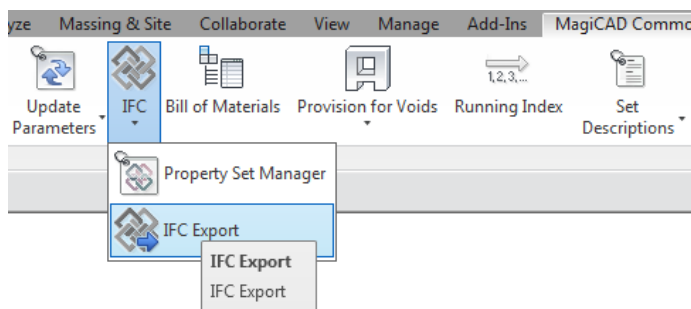 yze Massing & Site Collaborate View Manage Add-Ins MagiCAD Commo
Update Parameters
IFC
Bill of Materials
Provision for Voids
1,2,3,...
Running Index
Set Descriptions
Property Set Manager
IFC Export
IFC Export
IFC Export